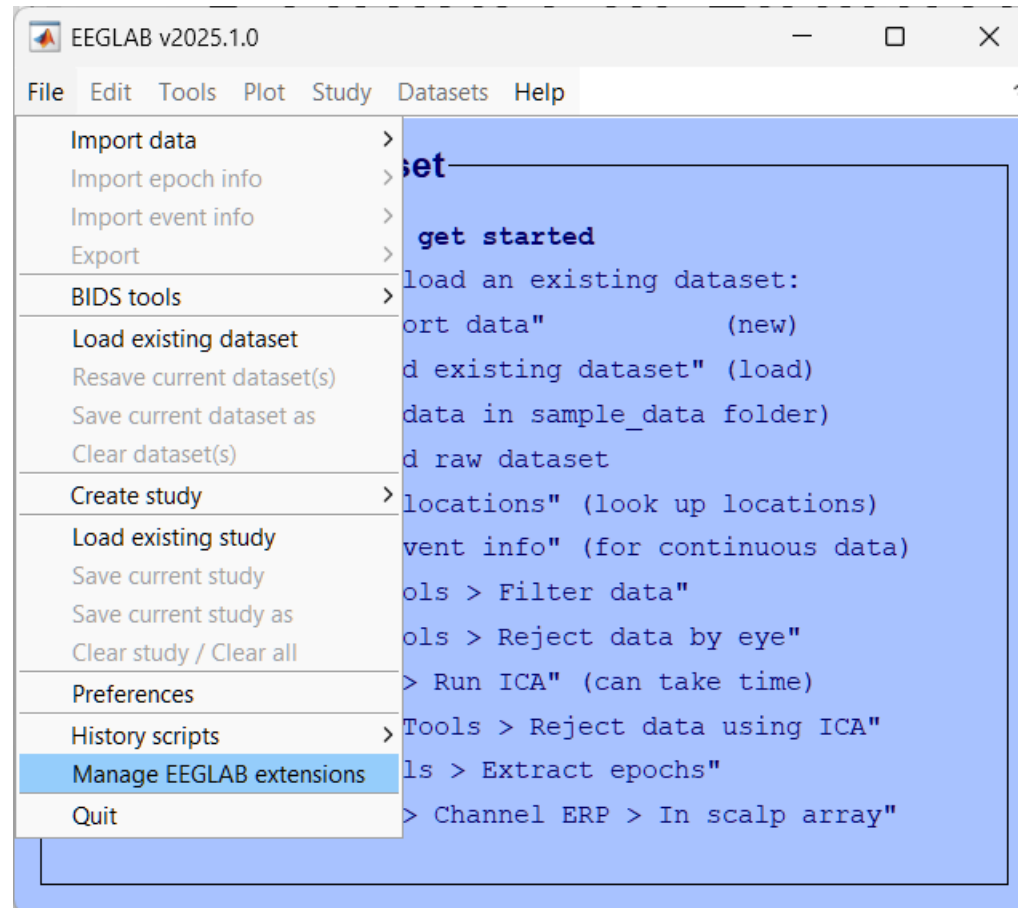 EEGLAB v2025.1.0
File Edit Tools Plot Study Datasets Help
Import data
Import epoch info
Import event info
Export
BIDS tools
Load existing dataset
Resave current dataset(s)
Save current dataset as
Clear dataset(s)
Create study
Load existing study
Save current study
Save current study as
Clear study / Clear all
Preferences
History scripts
Manage EEGLAB extensions
Quit
set
get started
load an existing dataset:
ort data" (new)
d existing dataset" (load)
data in sample_data folder)
d raw dataset
locations" (look up locations)
vent info" (for continuous data)
ols > Filter data"
ols > Reject data by eye"
> Run ICA" (can take time)
Tools > Reject data using ICA"
ls > Extract epochs"
> Channel ERP > In scalp array"